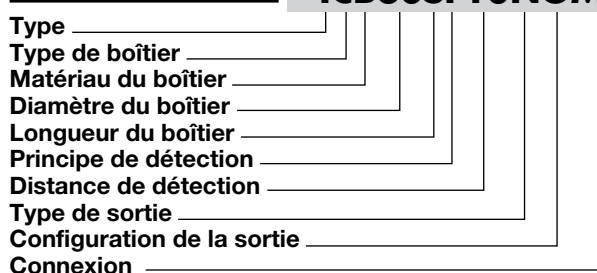 Type
Type de boîtier
Matériau du boîtier
Diamètre du boîtier
Longueur du boîtier
Principe de détection
Distance de détection
Type de sortie
Configuration de la sortie
Connexion